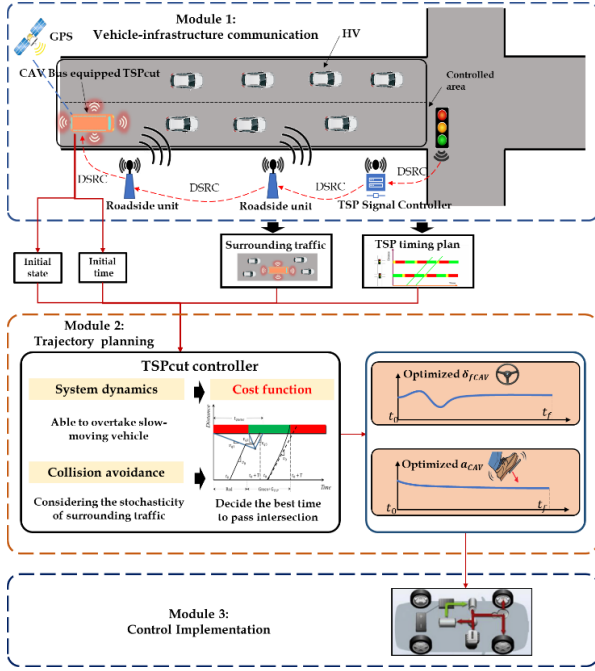 Module 1:
Vehicle-infrastructure communication
GPS
HV
CAV Bus equipped TSPcut
Controlled
area
DSRC
DSRC
DSRC
DSRC
Roadside unit
Roadside unit
TSP Signal Controller
Initial
state
Initial
time
Surrounding traffic
TSP timing plan
Module 2:
Trajectory planning
TSPcut controller
System dynamics
Cost function
Able to overtake slow-
moving vehicle
Distance
Time
Collision avoidance
Considering the stochasticity
of surrounding traffic
Decide the best time
to pass intersection
Optimized δfCAV
t0
tf
Optimized aCAV
t0
tf
Module 3:
Control Implementation